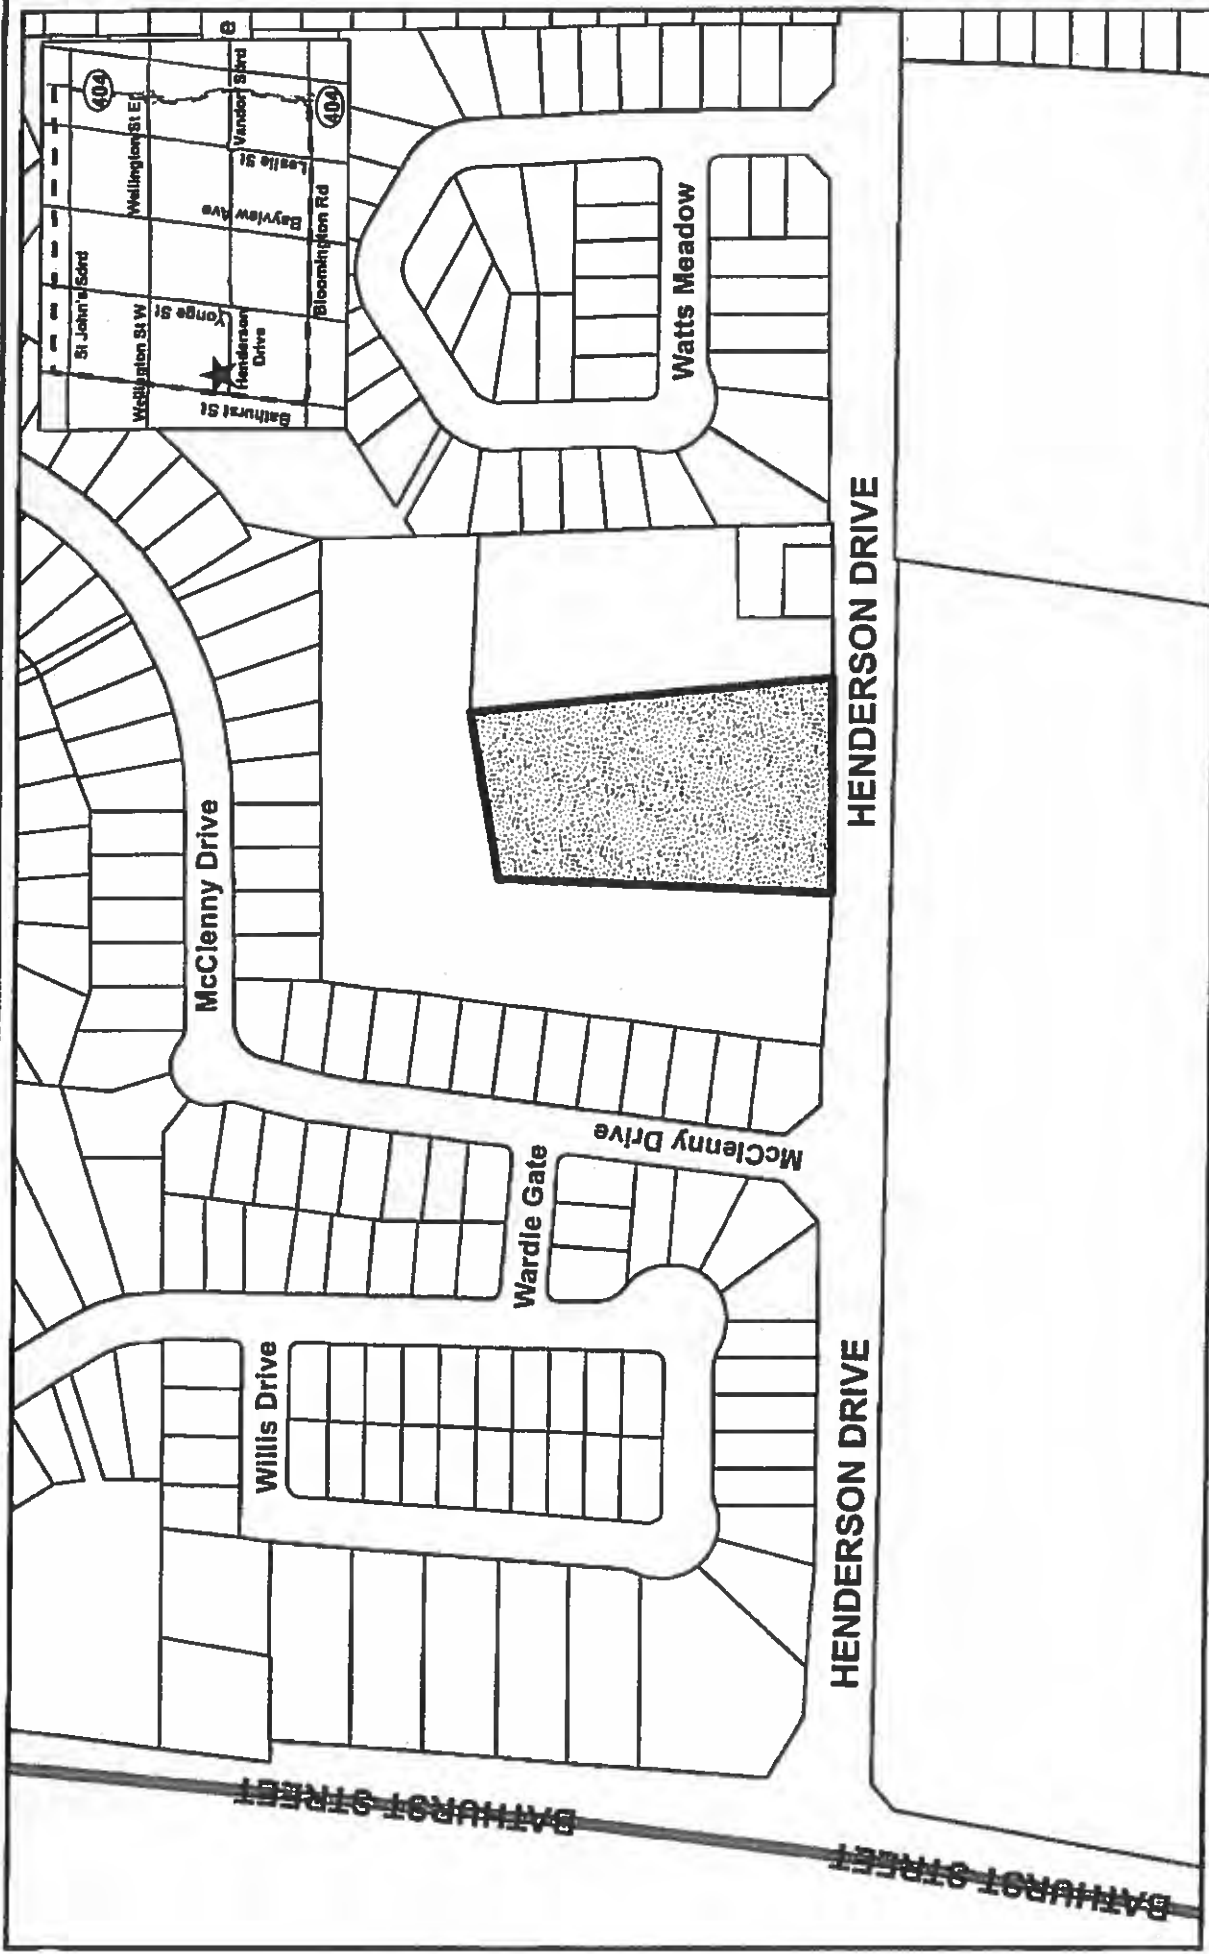 e
404
404
St John's Sdrd
Wellington St E
Wellington St W
Vandorf Sdrd
Leslie St
Bayview Ave
Bloomington Rd
Yonge St
Henderson
Drive
Bathurst St
Watts Meadow
McClenny Drive
McClenny Drive
Wardle Gate
Willis Drive
HENDERSON DRIVE
HENDERSON DRIVE
BATHURST STREET
BATHURST STREET